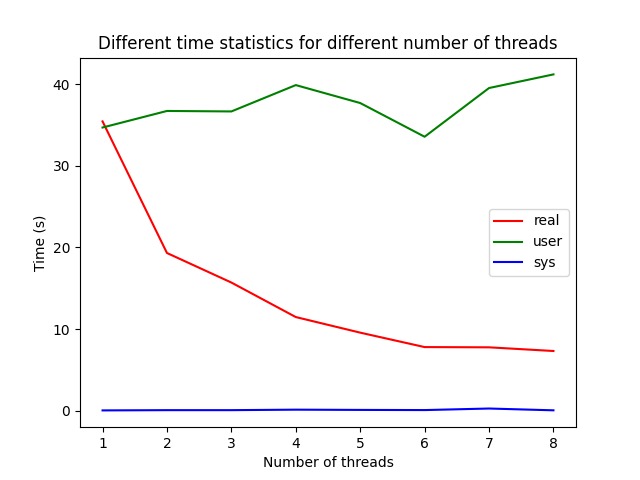 Different time statistics for different number of threads
40
30
20
10
0
Time (s)
real
user
sys
1 2 3 4 5 6 7 8
Number of threads